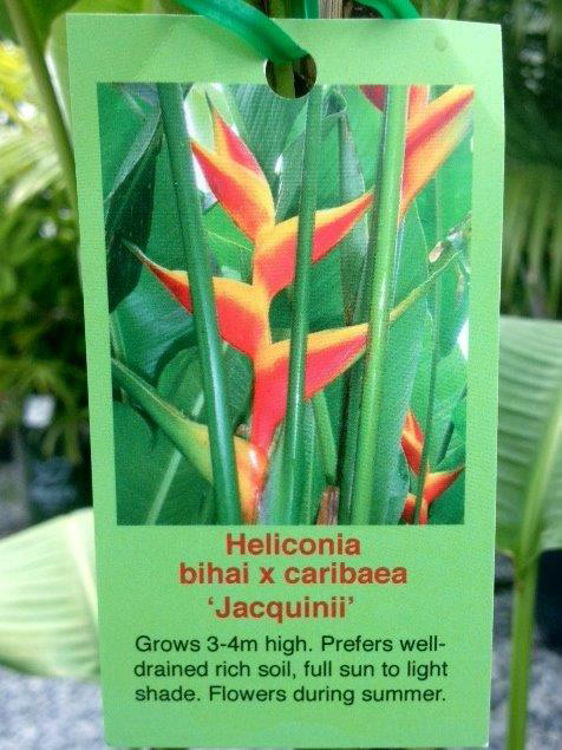 Heliconia
bihai x caribaea
‘Jacquinii’
Grows 3-4m high. Prefers well-
drained rich soil, full sun to light
shade. Flowers during summer.